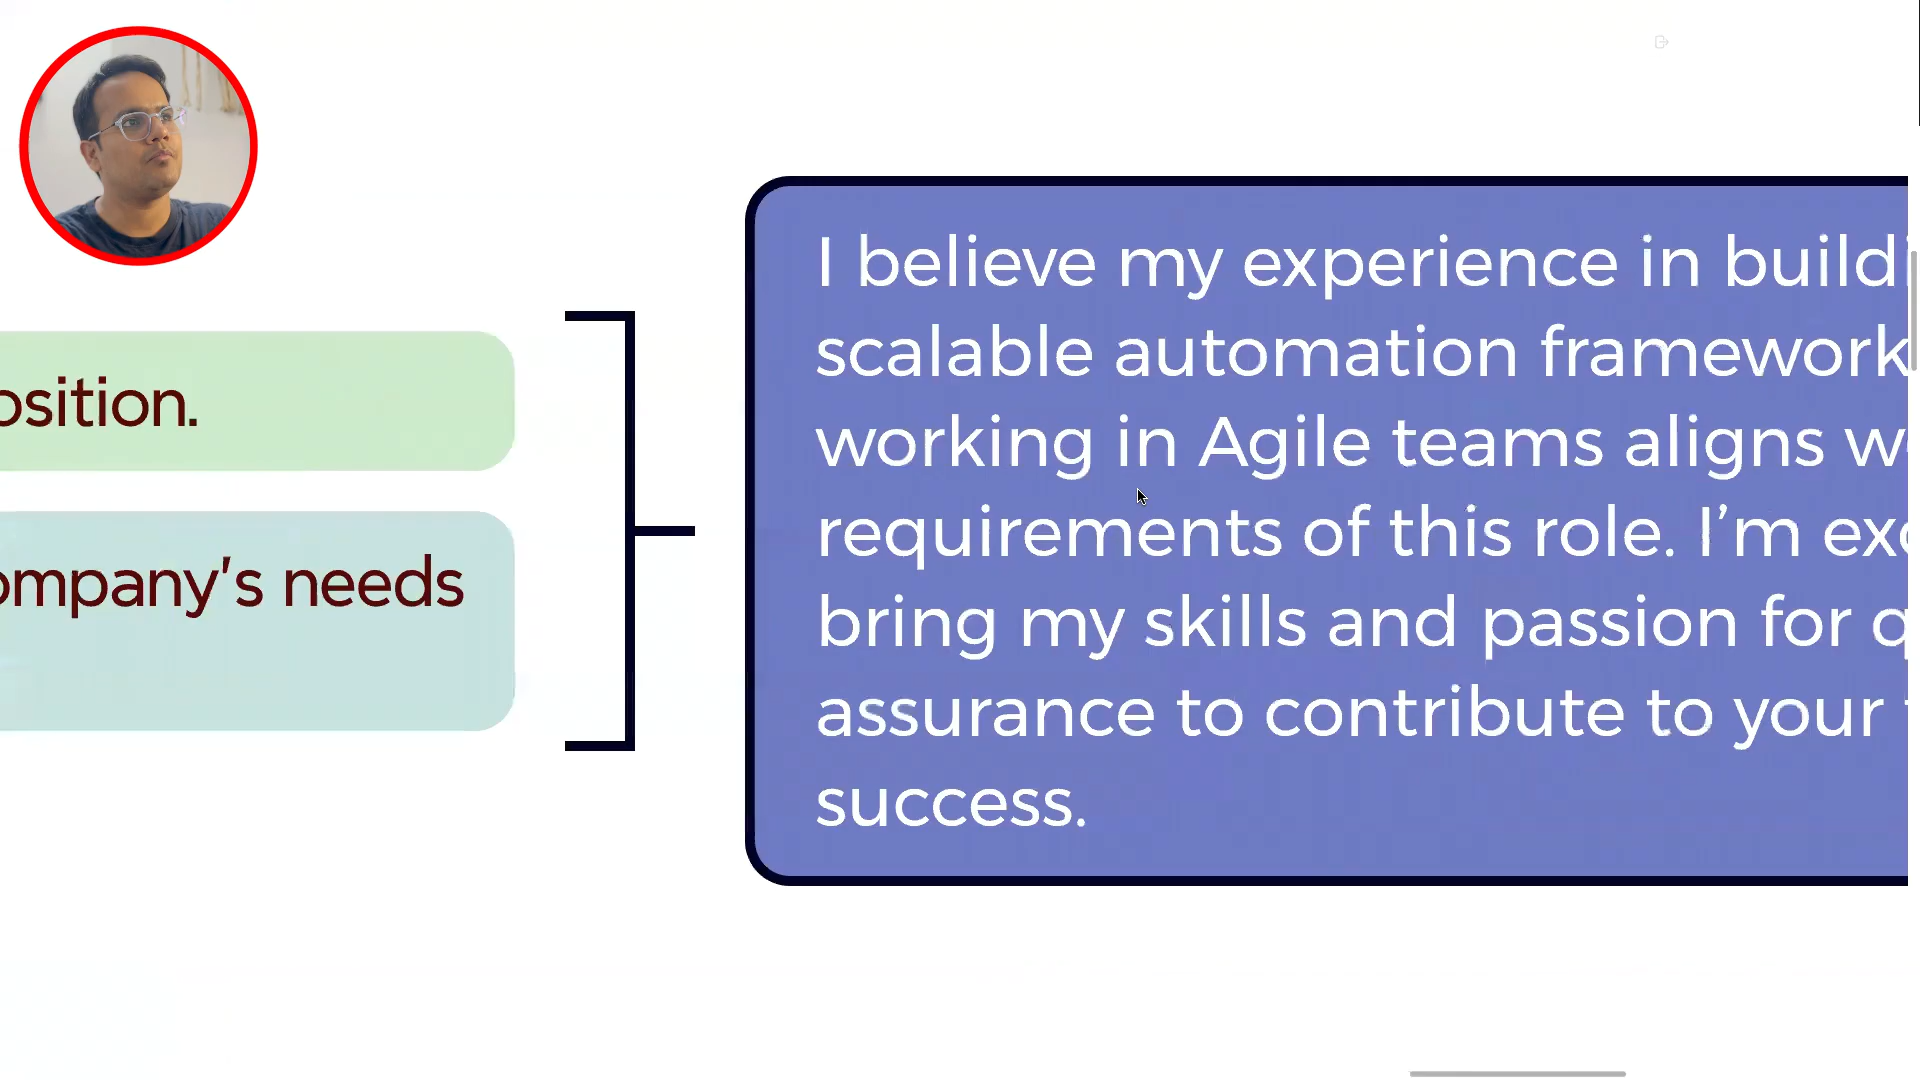 osition.
ompany's needs
I believe my experience in buildi
scalable automation framework
working in Agile teams aligns w
requirements of this role. I'm exc
bring my skills and passion for q
assurance to contribute to your
success.